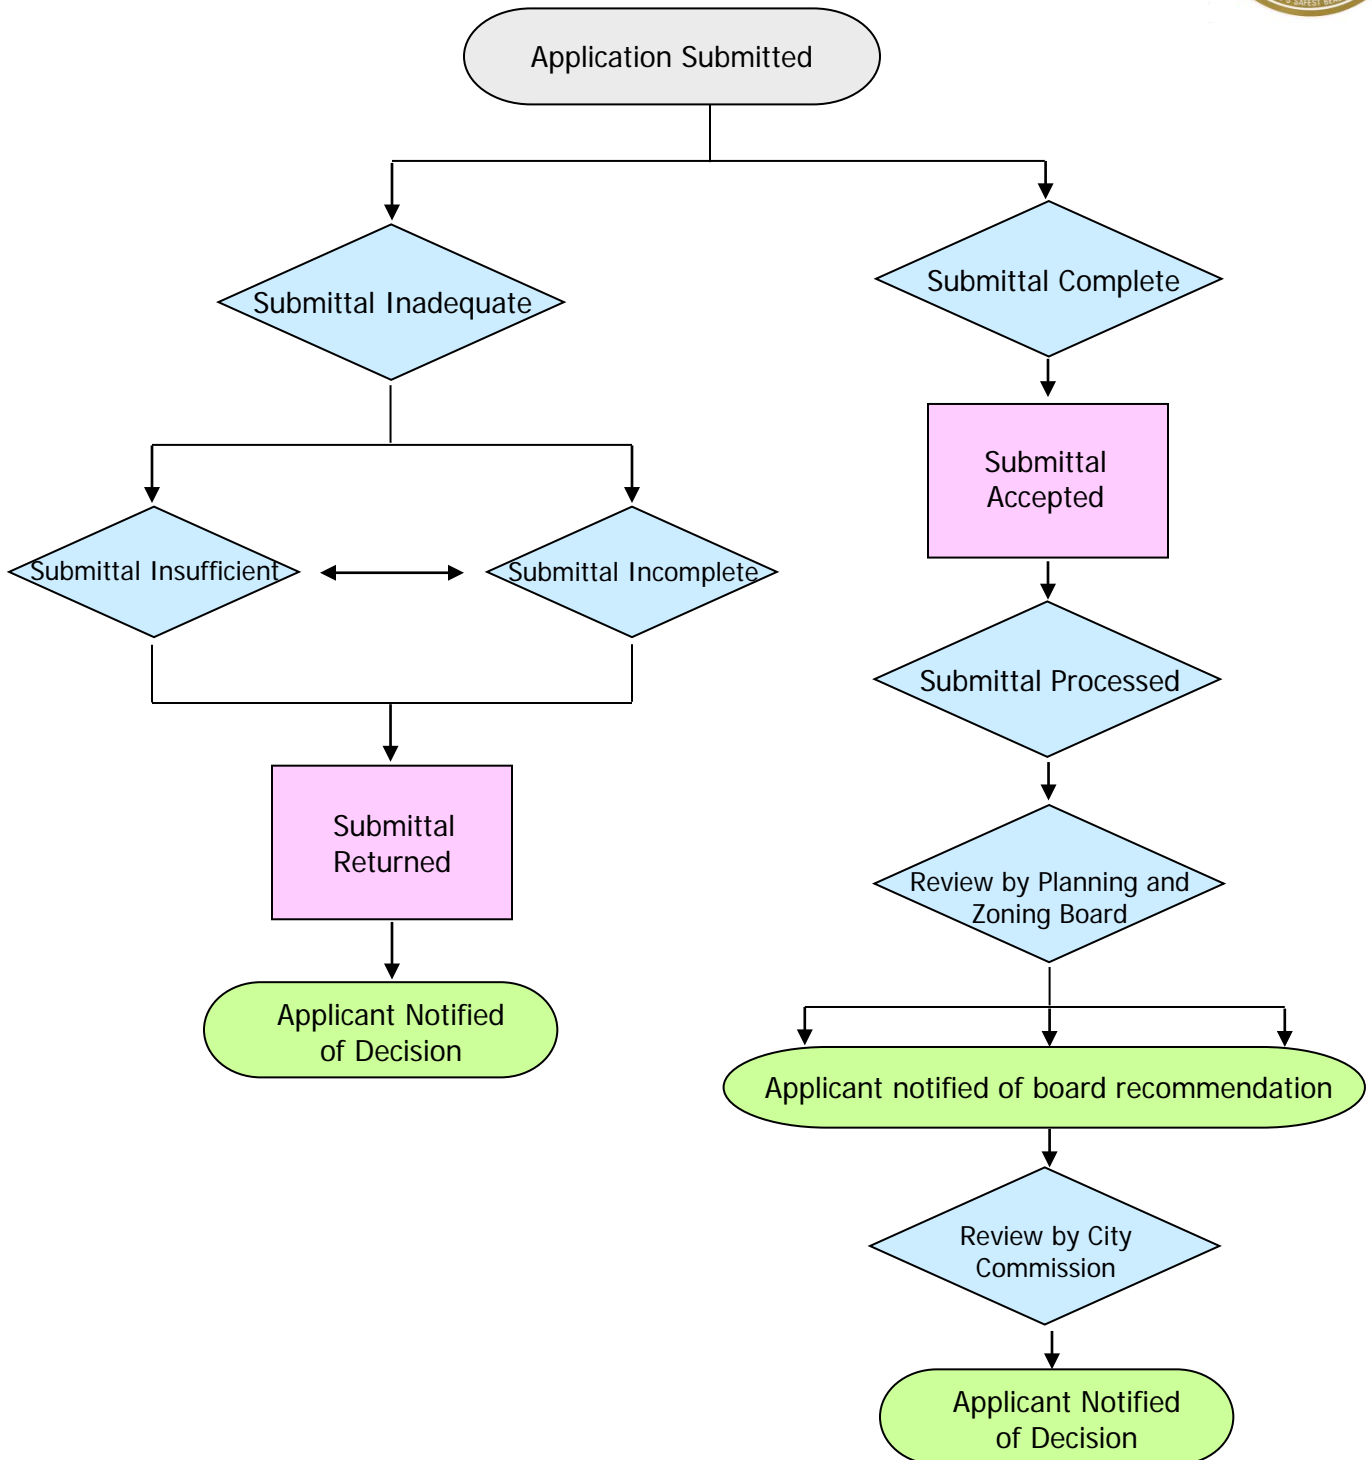 SAFEST
Application Submitted
Submittal Inadequate
Submittal Complete
Submittal
Accepted
Submittal Insufficient
Submittal Incomplete
Submittal Processed
Submittal
Returned
Review by Planning and
Zoning Board
Applicant Notified
of Decision
Applicant notified of board recommendation
Review by City
Commission
Applicant Notified
of Decision